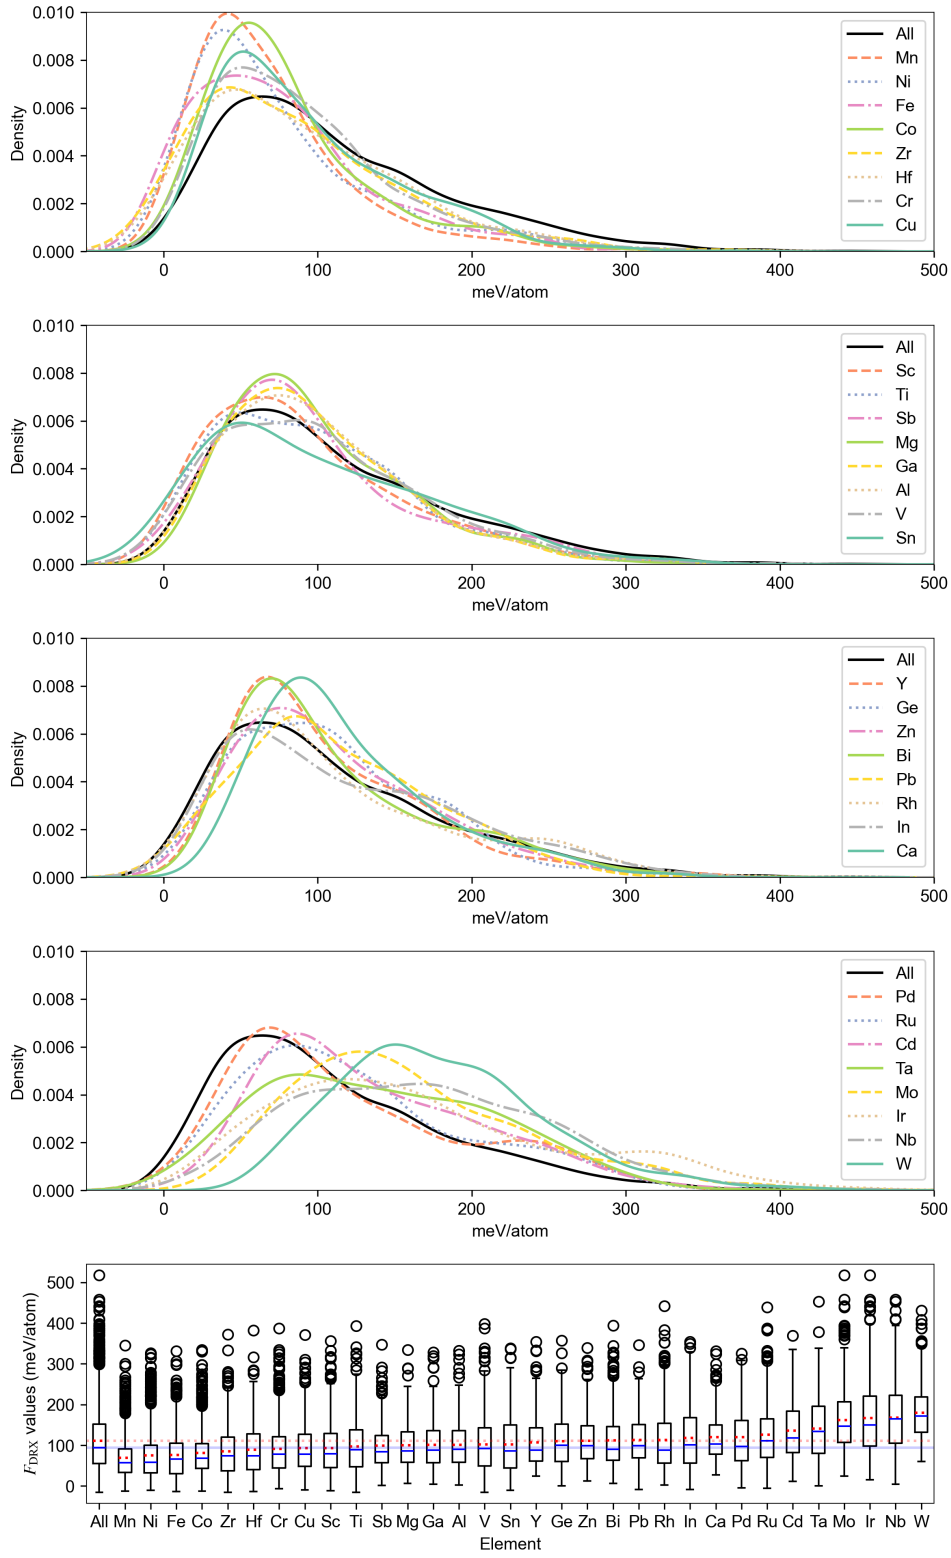 0.010
0.008
0.006
0.004
0.002
0.000
Density
0 100 200 300 400 500
meV/atom
All
Mn
Ni
Fe
Co
Zr
Hf
Cr
Cu
0.010
0.008
0.006
0.004
0.002
0.000
Density
0 100 200 300 400 500
meV/atom
All
Sc
Ti
Sb
Mg
Ga
Al
V
Sn
0.010
0.008
0.006
0.004
0.002
0.000
Density
0 100 200 300 400 500
meV/atom
All
Y
Ge
Zn
Bi
Pb
Rh
In
Ca
0.010
0.008
0.006
0.004
0.002
0.000
Density
0 100 200 300 400 500
meV/atom
All
Pd
Ru
Cd
Ta
Mo
Ir
Nb
W
500
400
300
200
100
0
F_DRX values (meV/atom)
All Mn Ni Fe Co Zr Hf Cr Cu Sc Ti Sb Mg Ga Al V Sn Y Ge Zn Bi Pb Rh In Ca Pd Ru Cd Ta Mo Ir Nb W
Element